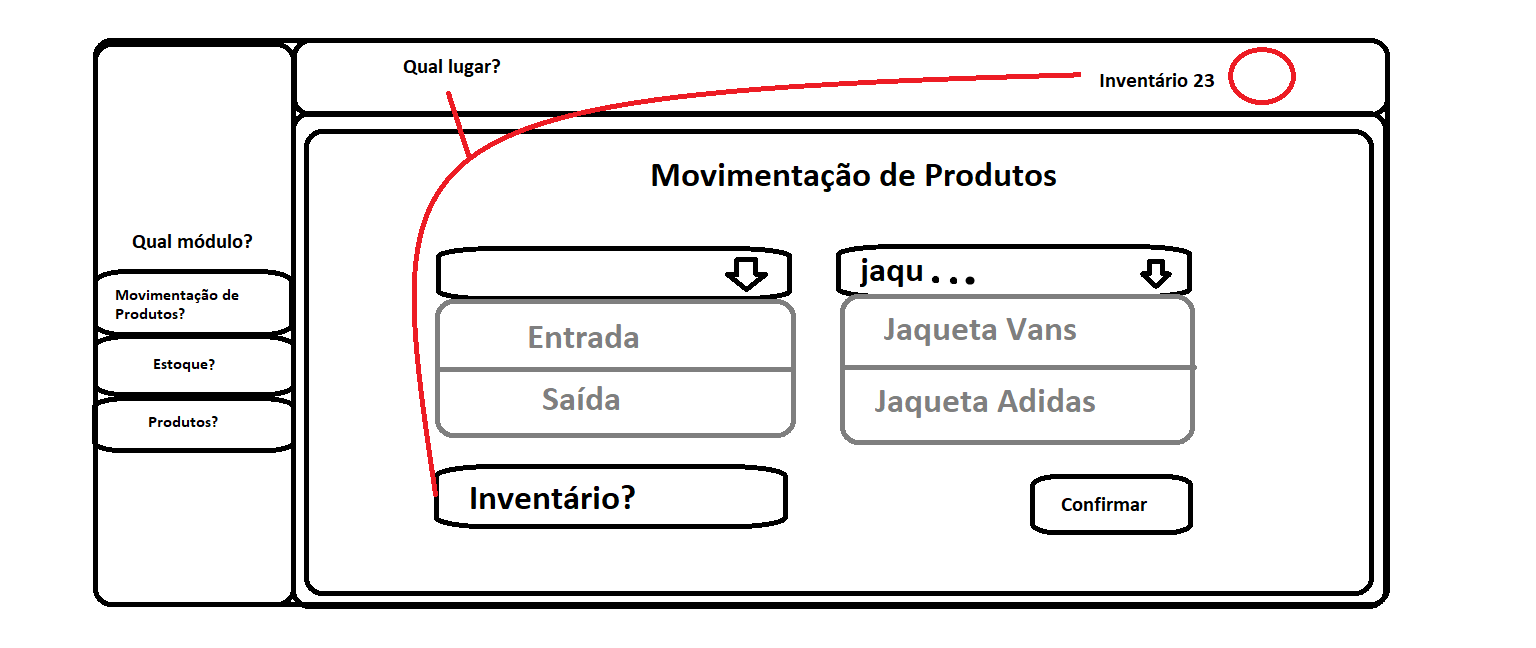 Qual lugar?
Inventário 23
Movimentação de Produtos
Qual módulo?
Movimentação de
Produtos?
Estoque?
Produtos?
jaqu...
Entrada
Saída
Jaqueta Vans
Jaqueta Adidas
Inventário?
Confirmar